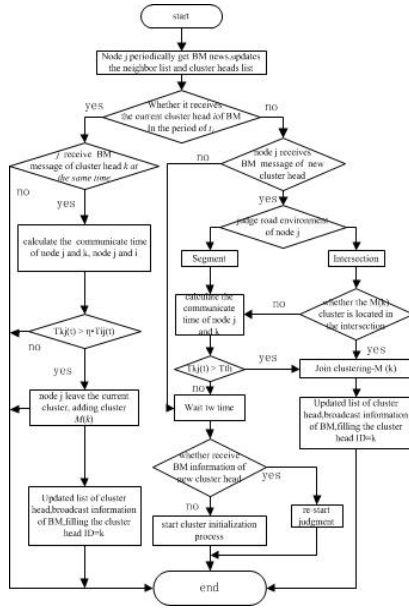 start
Node j periodically get BM news,updates
the neighbor list and cluster heads list
Whether it receives
the current cluster head iof BM
In the period of t,
yes
no
j receive BM
message of cluster head k at
the same time
no
yes
node j receives
BM message of new
cluster head
no
yes
judge road environment
of node j
Segment
Intersection
calculate the communicate time
of node j and k, node j and i
calculate the
communicate
time of node j
and k
no
whether the M(k)
cluster is located in
the intersection
yes
Tkj(t) > η•Tij(t)
no
yes
Tkj(t) > Tth
yes
no
Join clustering-M (k)
node j leave the current
cluster, adding cluster
M(k)
Wait tw time
Updated list of cluster
head,broadcast information
of BM,filling the cluster
head ID=k
whether receive
BM information of
new cluster head
yes
no
re-start
judgment
Updated list of cluster
head,broadcast information
of BM,filling the cluster
head ID=k
start cluster initialization
process
end